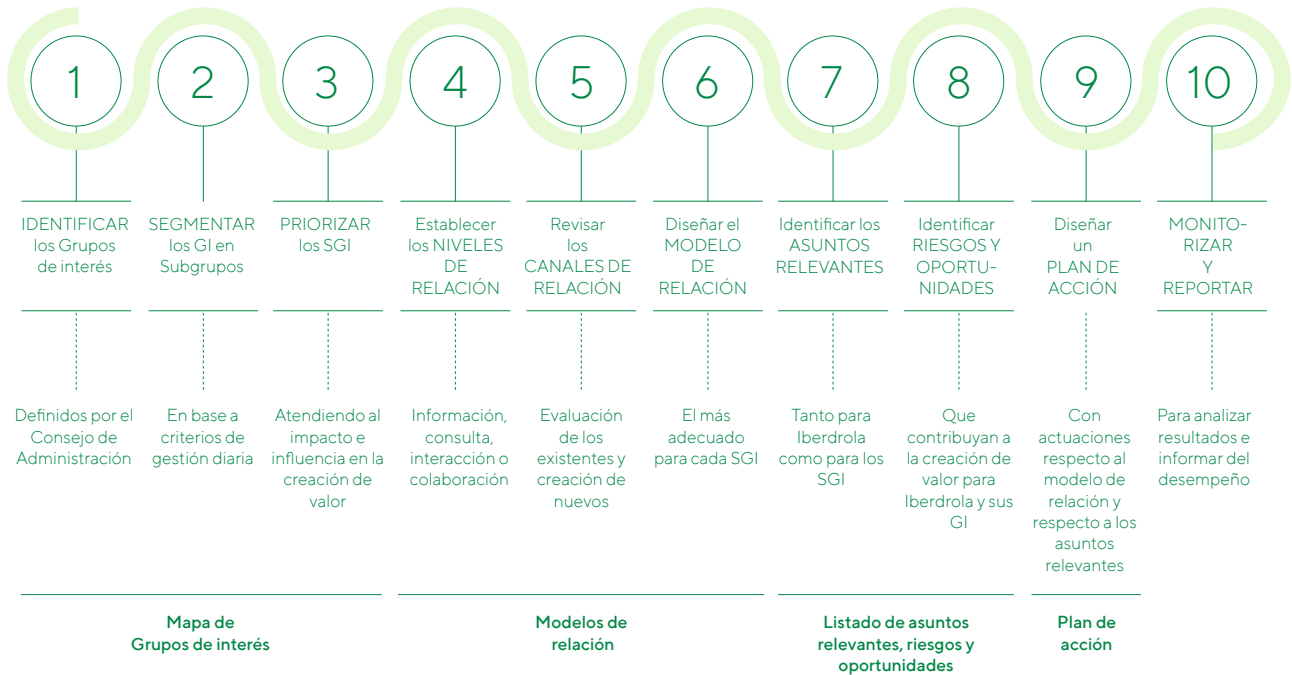 1
2
3
4
5
6
7
8
9
10
IDENTIFICAR
los Grupos
de interés
SEGMENTAR
los GI en
Subgrupos
PRIORIZAR
los SGI
Establecer
los NIVELES
DE
RELACIÓN
Revisar
los
CANALES DE
RELACIÓN
Diseñar el
MODELO
DE
RELACIÓN
Identificar los
ASUNTOS
RELEVANTES
Identificar
RIESGOS Y
OPORTU-
NIDADES
Diseñar
un
PLAN DE
ACCIÓN
MONITO-
RIZAR
Y
REPORTAR
Definidos por el
Consejo de
Administración
En base a
criterios de
gestión diaria
Atendiendo al
impacto e
influencia en la
creación de
valor
Información,
consulta,
interacción o
colaboración
Evaluación
de los
existentes y
creación de
nuevos
El más
adecuado
para cada SGI
Tanto para
Iberdrola
como para los
SGI
Que
contribuyan a
la creación de
valor para
Iberdrola y sus
GI
Con
actuaciones
respecto al
modelo de
relación y
respecto a los
asuntos
relevantes
Para analizar
resultados e
informar del
desempeño
Mapa de
Grupos de interés
Modelos de
relación
Listado de asuntos
relevantes, riesgos y
oportunidades
Plan de
acción